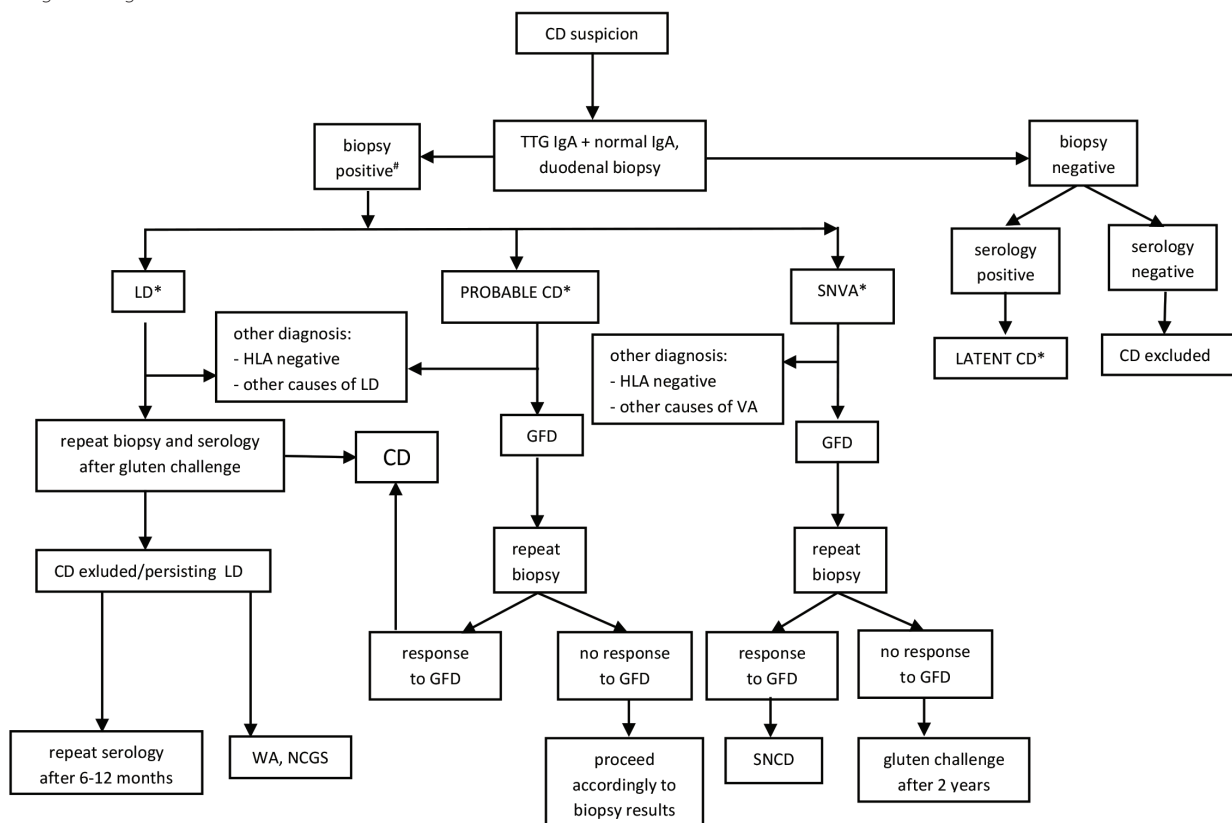 CD suspicion
TTG IgA + normal IgA,
duodenal biopsy
biopsy
positive#
biopsy
negative
serology
positive
serology
negative
LD*
PROBABLE CD*
SNVA*
LATENT CD*
CD excluded
other diagnosis:
- HLA negative
- other causes of LD
other diagnosis:
- HLA negative
- other causes of VA
repeat biopsy and serology
after gluten challenge
CD
GFD
GFD
CD exluded/persisting LD
repeat
biopsy
repeat
biopsy
response
to GFD
no response
to GFD
response
to GFD
no response
to GFD
repeat serology
after 6-12 months
WA, NCGS
proceed
accordingly to
biopsy results
SNCD
gluten challenge
after 2 years